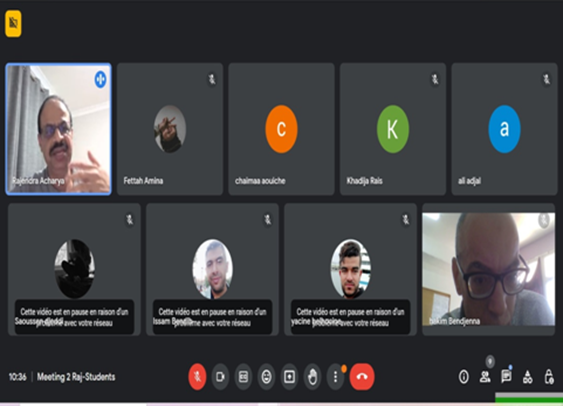 Rajendra Acharya
Fettah Amina
C
chaimaa aouiche
K
Khadija Rais
a
ali adjal
Cette vidéo est en pause en raison d'un
problème avec votre réseau
Saoussen
Cette vidéo est en pause en raison d'un
problème avec votre réseau
Issam
Cette vidéo est en pause en raison d'un
problème avec votre réseau
yacine
hakim Bendjenna
10:36 | Meeting 2 Raj-Students
9